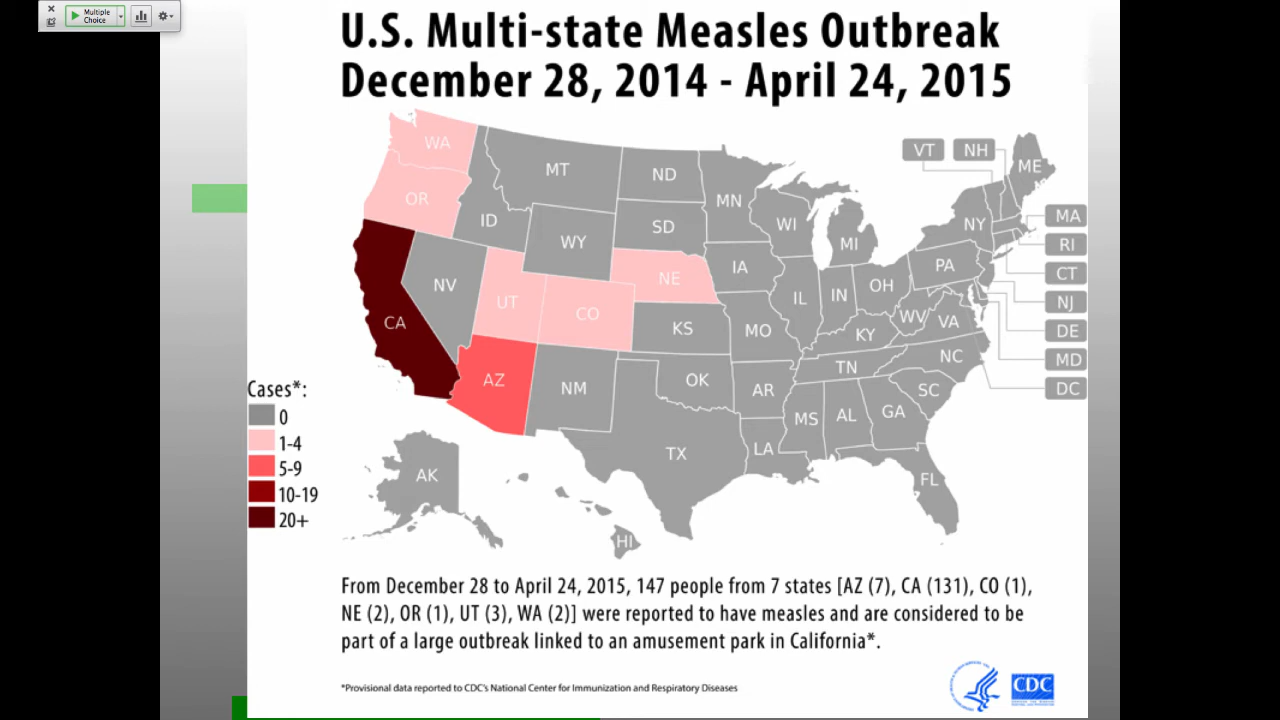 Multiple
Choice
U.S. Multi-state Measles Outbreak
December 28, 2014 - April 24, 2015
WA
MT
ND
MN
VT
NH
ME
OR
ID
SD
WI
MI
NY
MA
WY
RI
NV
UT
CO
NE
IA
IL
IN
OH
PA
CT
NJ
CA
KS
MO
KY
WV
VA
DE
MD
DC
AZ
NM
OK
AR
TN
NC
SC
MS
AL
GA
TX
LA
FL
AK
HI
Cases*:
0
1-4
5-9
10-19
20+
From December 28 to April 24, 2015, 147 people from 7 states [AZ (7), CA (131), CO (1),
NE (2), OR (1), UT (3), WA (2)] were reported to have measles and are considered to be
part of a large outbreak linked to an amusement park in California*.
*Provisional data reported to CDC's National Center for Immunization and Respiratory Diseases
CDC